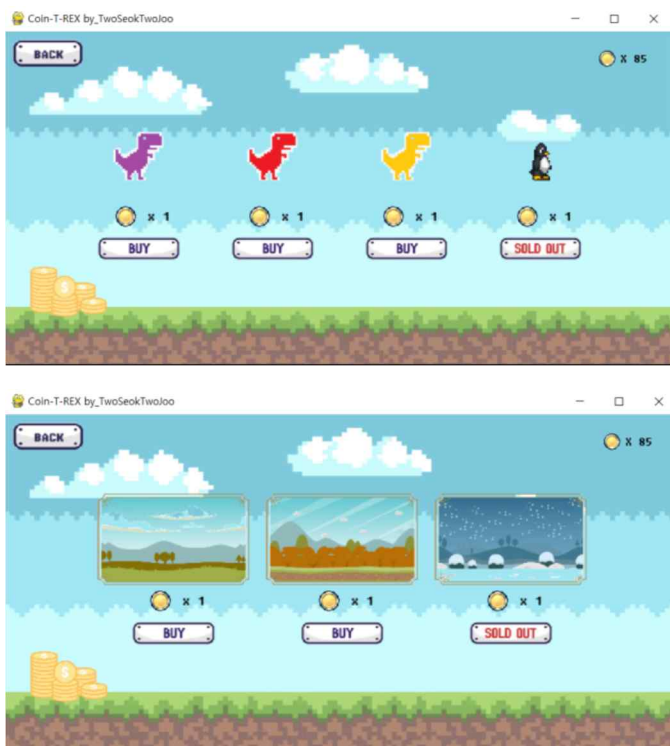 Coin-T-REX by_TwoSeokTwoJoo
BACK
X 85
x 1 x 1 x 1 x 1
BUY BUY BUY SOLD OUT
$
Coin-T-REX by_TwoSeokTwoJoo
BACK
X 85
x 1 x 1 x 1
BUY BUY SOLD OUT
$